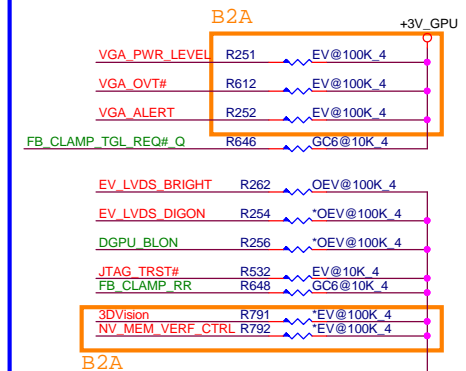 B2A
+3V_GPU
VGA_PWR_LEVEL R251 EV@100K_4
VGA_OVT# R612 EV@100K_4
VGA_ALERT R252 EV@100K_4
FB_CLAMP_TGL_REQ#_Q R646 GC6@10K_4
EV_LVDS_BRIGHT R262 OEV@100K_4
EV_LVDS_DIGON R254 *OEV@100K_4
DGPU_BLON R256 *OEV@100K_4
JTAG_TRST# R532 EV@10K_4
FB_CLAMP_RR R648 GC6@10K_4
3DVision R791 *EV@100K_4
NV_MEM_VERF_CTRL R792 *EV@100K_4
B2A